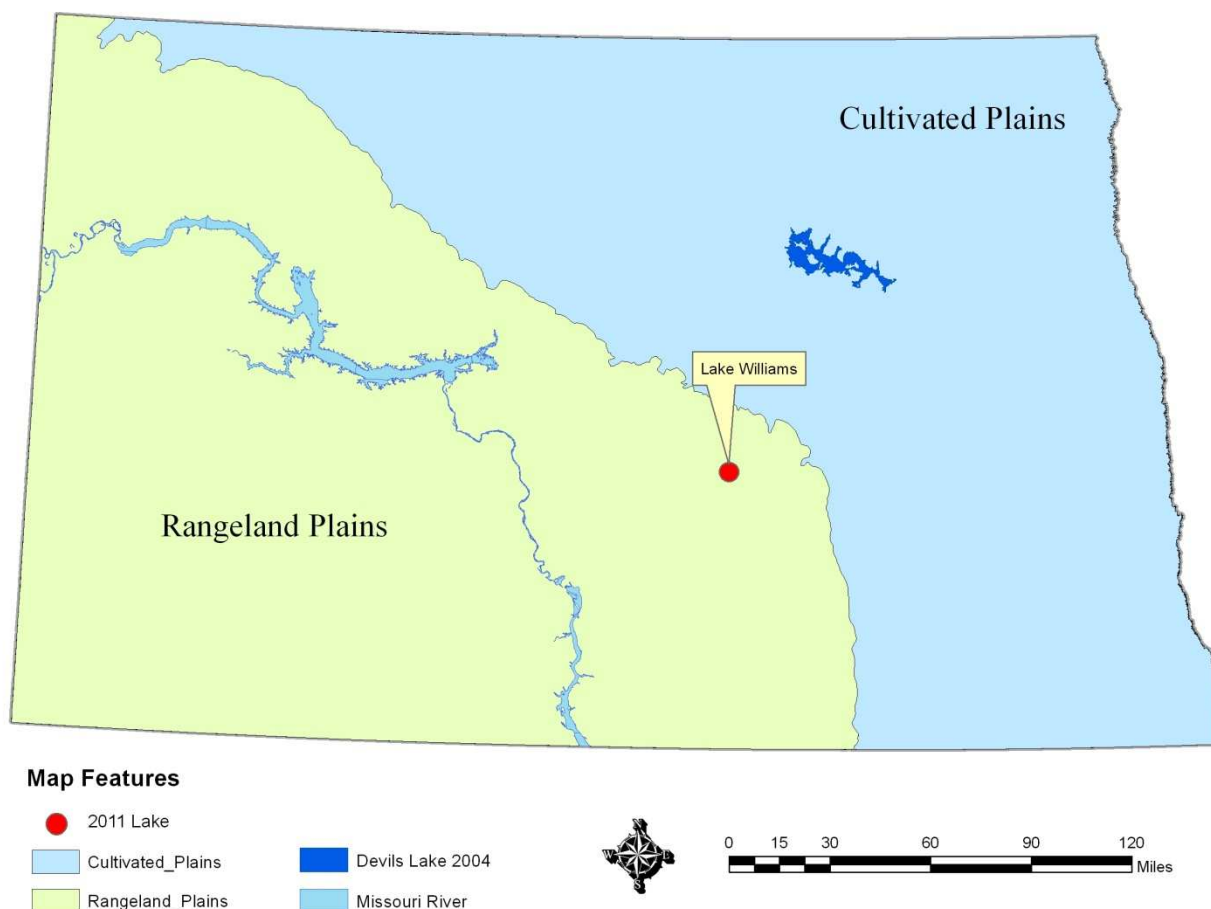 Cultivated Plains
Lake Williams
Rangeland Plains
Map Features
2011 Lake
Cultivated_Plains
Rangeland_Plains
Devils Lake 2004
Missouri River
N
W E
S
0 15 30 60 90 120
Miles